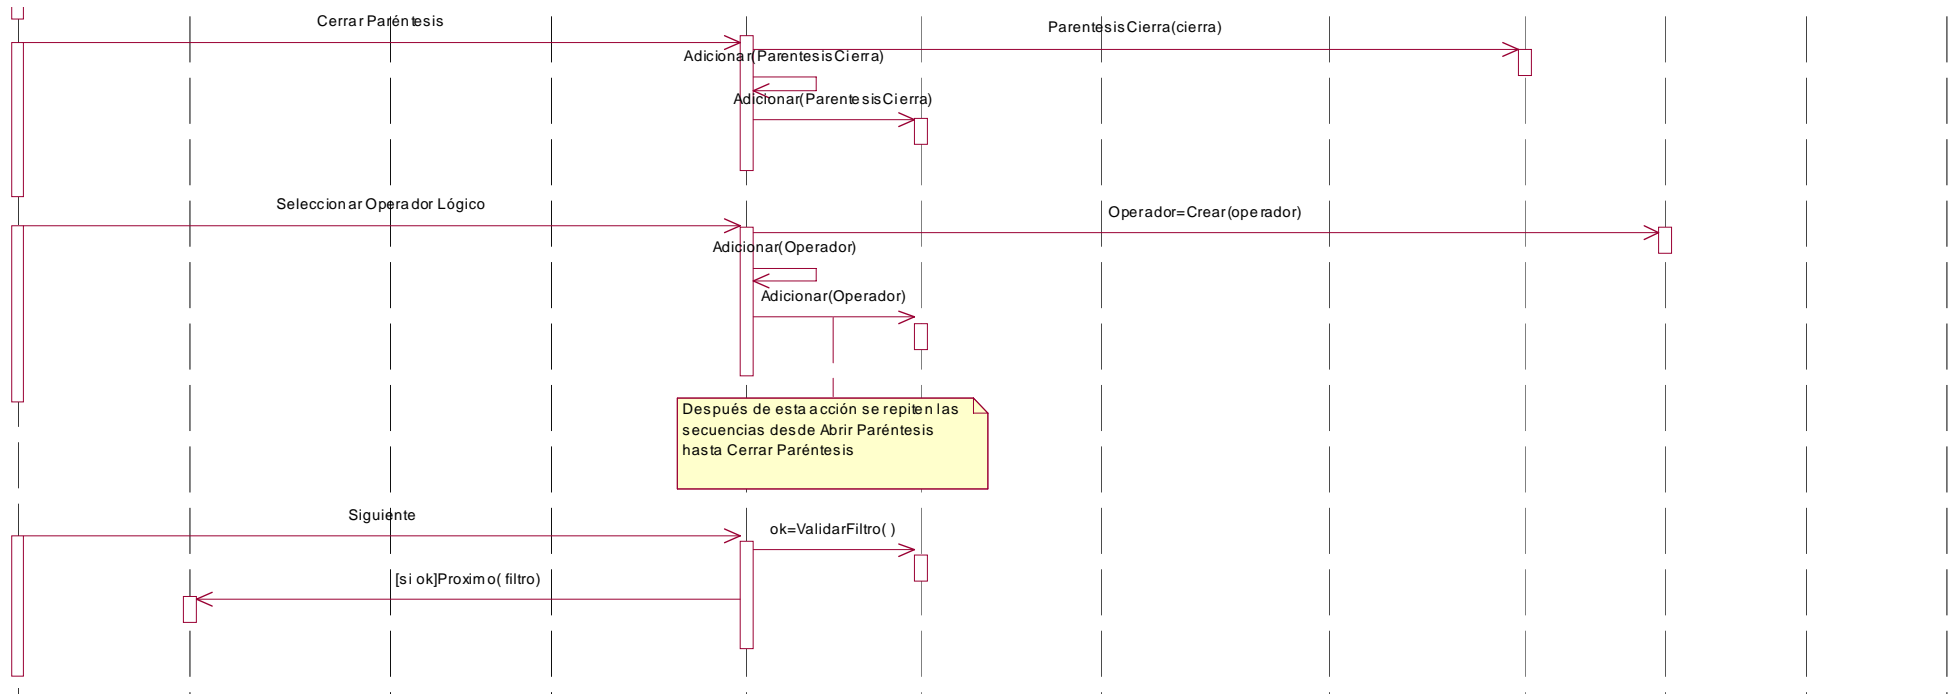 Cerrar Paréntesis
ParentesisCierra(cierra)
Adicionar(ParentesisCierra)
Adicionar(ParentesisCierra)
Seleccionar Operador Lógico
Operador=Crear(operador)
Adicionar(Operador)
Adicionar(Operador)
Después de esta acción se repiten las
secuencias desde Abrir Paréntesis
hasta Cerrar Paréntesis
Siguiente
ok=ValidarFiltro( )
[si ok]Proximo( filtro)